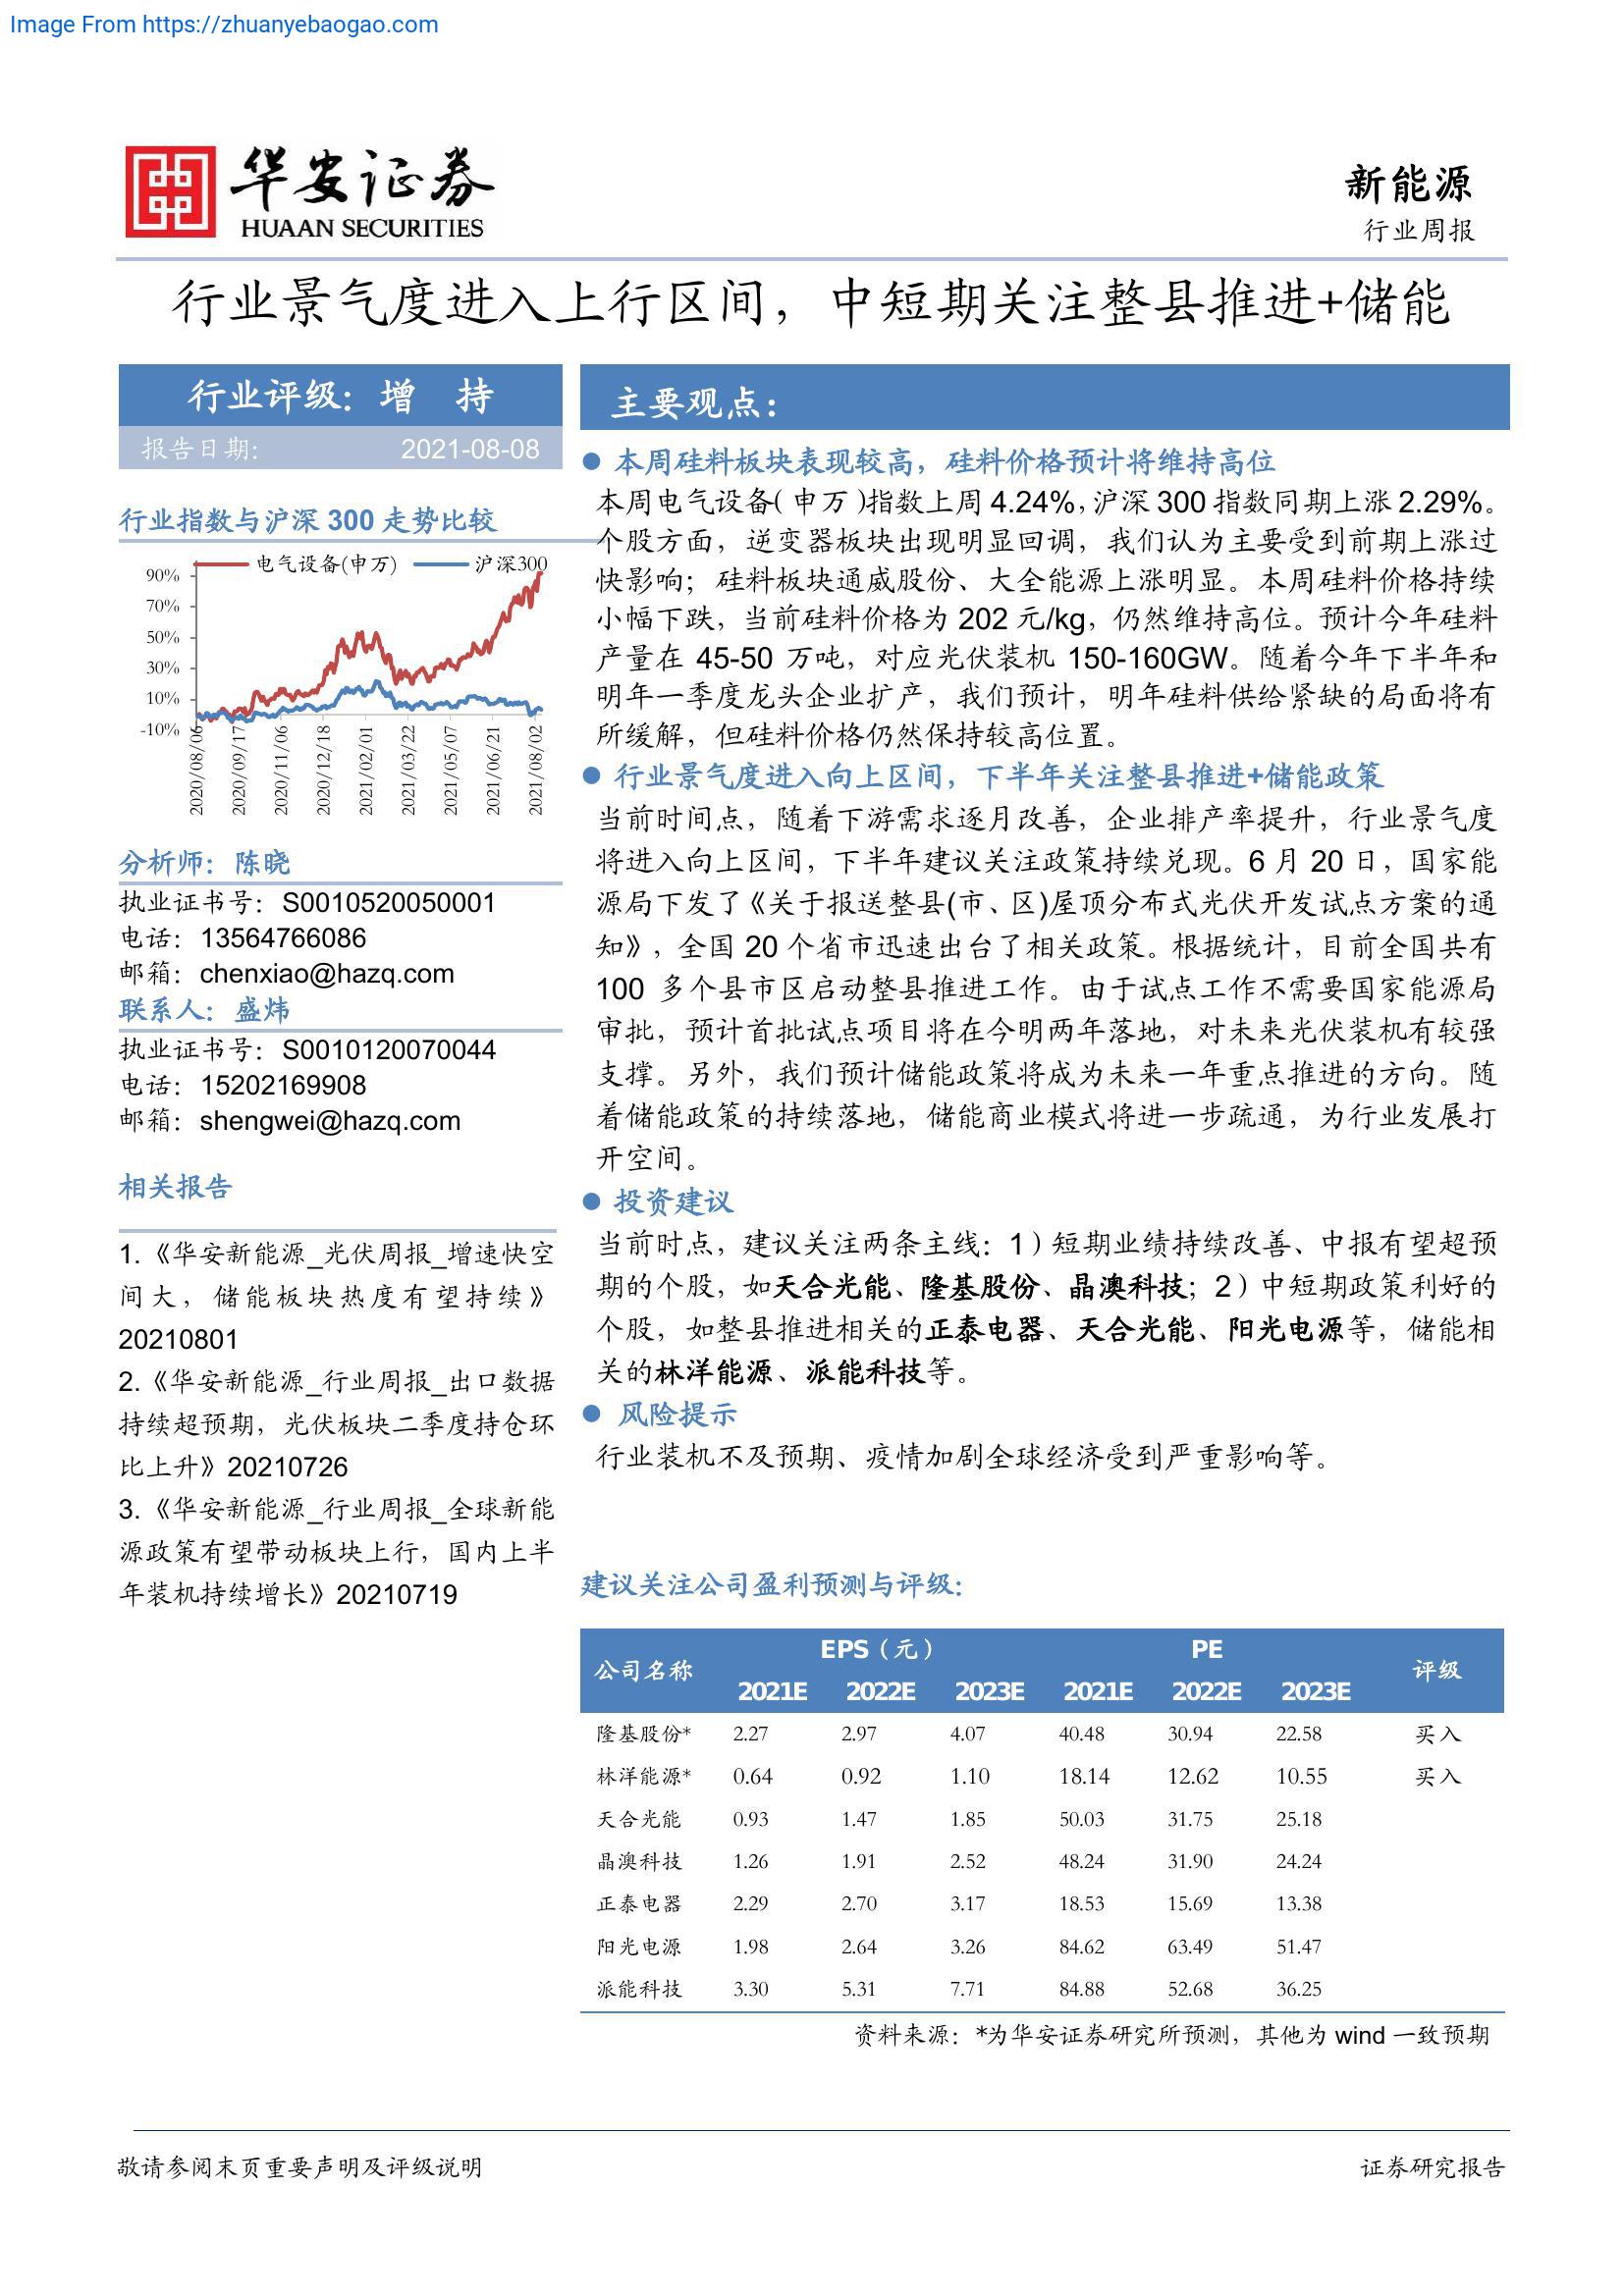 Image From https://zhuanyebaogao.com
华安证券
HUAAN SECURITIES
新能源
行业周报
行业景气度进入上行区间，中短期关注整县推进+储能
行业评级：增 持
报告日期： 2021-08-08
行业指数与沪深 300 走势比较
电气设备(申万) 沪深300
90%
70%
50%
30%
10%
-10%
2020/08/06
2020/09/17
2020/11/06
2020/12/18
2021/02/01
2021/03/22
2021/05/07
2021/06/21
2021/08/02
分析师：陈晓
执业证书号：S0010520050001
电话：13564766086
邮箱：chenxiao@hazq.com
联系人：盛炜
执业证书号：S0010120070044
电话：15202169908
邮箱：shengwei@hazq.com
相关报告
1.《华安新能源_光伏周报_增速快空
间大，储能板块热度有望持续》
20210801
2.《华安新能源_行业周报_出口数据
持续超预期，光伏板块二季度持仓环
比上升》20210726
3.《华安新能源_行业周报_全球新能
源政策有望带动板块上行，国内上半
年装机持续增长》20210719
主要观点：
● 本周硅料板块表现较高，硅料价格预计将维持高位
本周电气设备(申万)指数上周 4.24%，沪深 300 指数同期上涨 2.29%。
个股方面，逆变器板块出现明显回调，我们认为主要受到前期上涨过
快影响；硅料板块通威股份、大全能源上涨明显。本周硅料价格持续
小幅下跌，当前硅料价格为 202 元/kg，仍然维持高位。预计今年硅料
产量在 45-50 万吨，对应光伏装机 150-160GW。随着今年下半年和
明年一季度龙头企业扩产，我们预计，明年硅料供给紧缺的局面将有
所缓解，但硅料价格仍然保持较高位置。
● 行业景气度进入向上区间，下半年关注整县推进+储能政策
当前时间点，随着下游需求逐月改善，企业排产率提升，行业景气度
将进入向上区间，下半年建议关注政策持续兑现。6 月 20 日，国家能
源局下发了《关于报送整县(市、区)屋顶分布式光伏开发试点方案的通
知》，全国 20 个省市迅速出台了相关政策。根据统计，目前全国共有
100 多个县市区启动整县推进工作。由于试点工作不需要国家能源局
审批，预计首批试点项目将在今明两年落地，对未来光伏装机有较强
支撑。另外，我们预计储能政策将成为未来一年重点推进的方向。随
着储能政策的持续落地，储能商业模式将进一步疏通，为行业发展打
开空间。
● 投资建议
当前时点，建议关注两条主线：1）短期业绩持续改善、中报有望超预
期的个股，如天合光能、隆基股份、晶澳科技；2）中短期政策利好的
个股，如整县推进相关的正泰电器、天合光能、阳光电源等，储能相
关的林洋能源、派能科技等。
● 风险提示
行业装机不及预期、疫情加剧全球经济受到严重影响等。
建议关注公司盈利预测与评级：
公司名称 EPS（元） PE 评级
2021E 2022E 2023E 2021E 2022E 2023E
隆基股份* 2.27 2.97 4.07 40.48 30.94 22.58 买入
林洋能源* 0.64 0.92 1.10 18.14 12.62 10.55 买入
天合光能 0.93 1.47 1.85 50.03 31.75 25.18
晶澳科技 1.26 1.91 2.52 48.24 31.90 24.24
正泰电器 2.29 2.70 3.17 18.53 15.69 13.38
阳光电源 1.98 2.64 3.26 84.62 63.49 51.47
派能科技 3.30 5.31 7.71 84.88 52.68 36.25
资料来源：*为华安证券研究所预测，其他为 wind 一致预期
敬请参阅末页重要声明及评级说明
证券研究报告